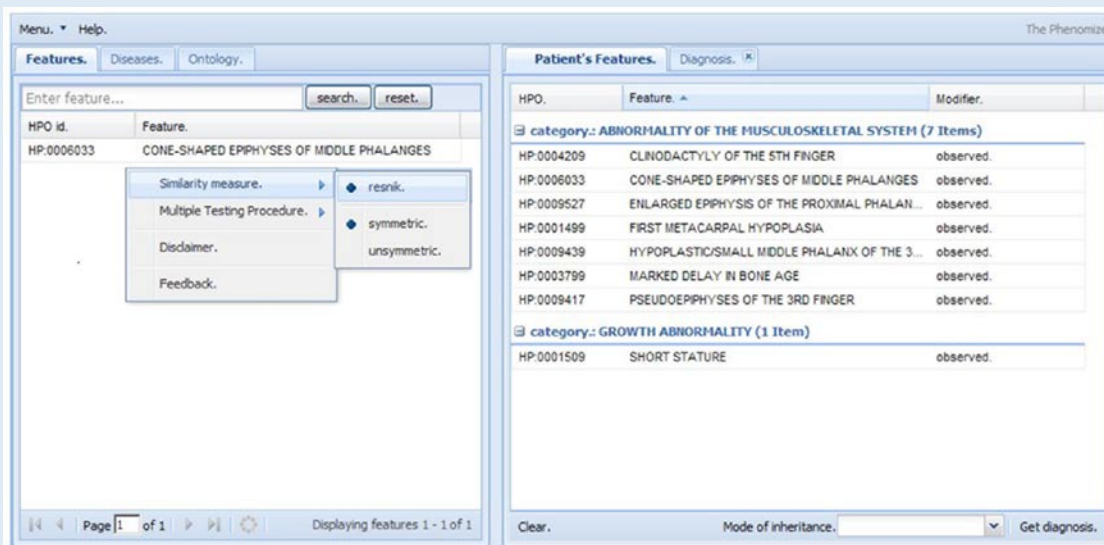 Menu. Help.
The Phenomize
Features. Diseases. Ontology.
Enter feature... search. reset.
HPO id. Feature.
HP:0006033 CONE-SHAPED EPIPHYSES OF MIDDLE PHALANGES
Similarity measure.
Multiple Testing Procedure.
Disclaimer.
Feedback.
resnik.
symmetric.
unsymmetric.
Page 1 of 1 Displaying features 1 - 1 of 1
Patient's Features. Diagnosis.
HPO. Feature. Modifier.
category.: ABNORMALITY OF THE MUSCULOSKELETAL SYSTEM (7 Items)
HP:0004209 CLINODACTYLY OF THE 5TH FINGER observed.
HP:0006033 CONE-SHAPED EPIPHYSES OF MIDDLE PHALANGES observed.
HP:0009527 ENLARGED EPIPHYSIS OF THE PROXIMAL PHALAN... observed.
HP:0001499 FIRST METACARPAL HYPOPLASIA observed.
HP:0009439 HYPOPLASTIC/SMALL MIDDLE PHALANX OF THE 3... observed.
HP:0003799 MARKED DELAY IN BONE AGE observed.
HP:0009417 PSEUDOEPIPHYSES OF THE 3RD FINGER observed.
category.: GROWTH ABNORMALITY (1 Item)
HP:0001509 SHORT STATURE observed.
Clear. Mode of inheritance. Get diagnosis.